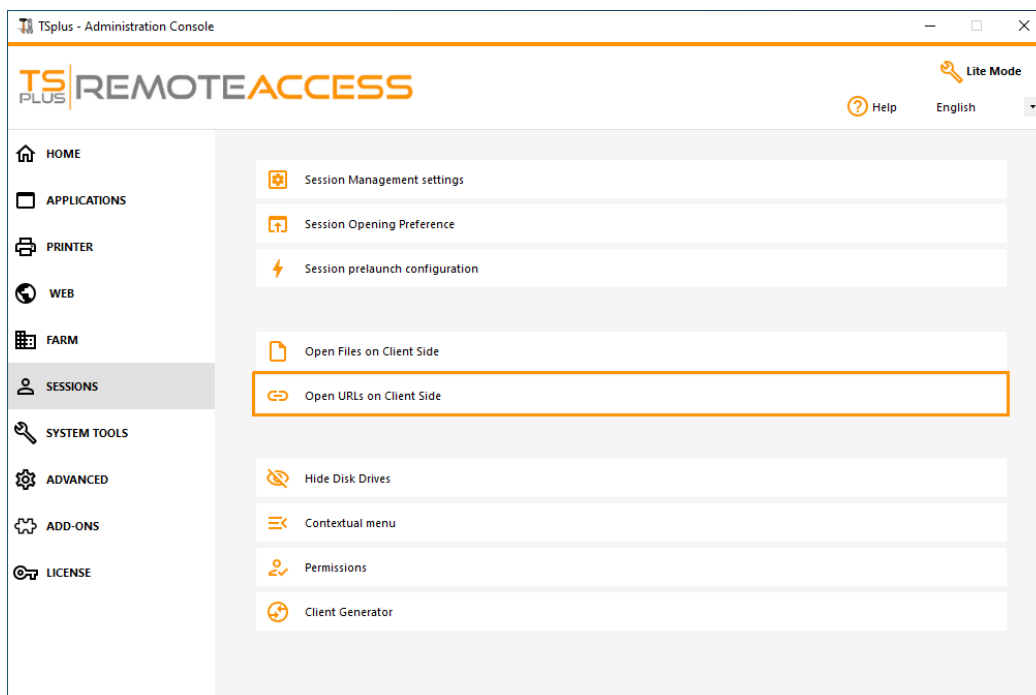 TSplus - Administration Console
TS PLUS REMOTEACCESS
Lite Mode
Help English
HOME
APPLICATIONS
PRINTER
WEB
FARM
SESSIONS
SYSTEM TOOLS
ADVANCED
ADD-ONS
LICENSE
Session Management settings
Session Opening Preference
Session prelaunch configuration
Open Files on Client Side
Open URLs on Client Side
Hide Disk Drives
Contextual menu
Permissions
Client Generator